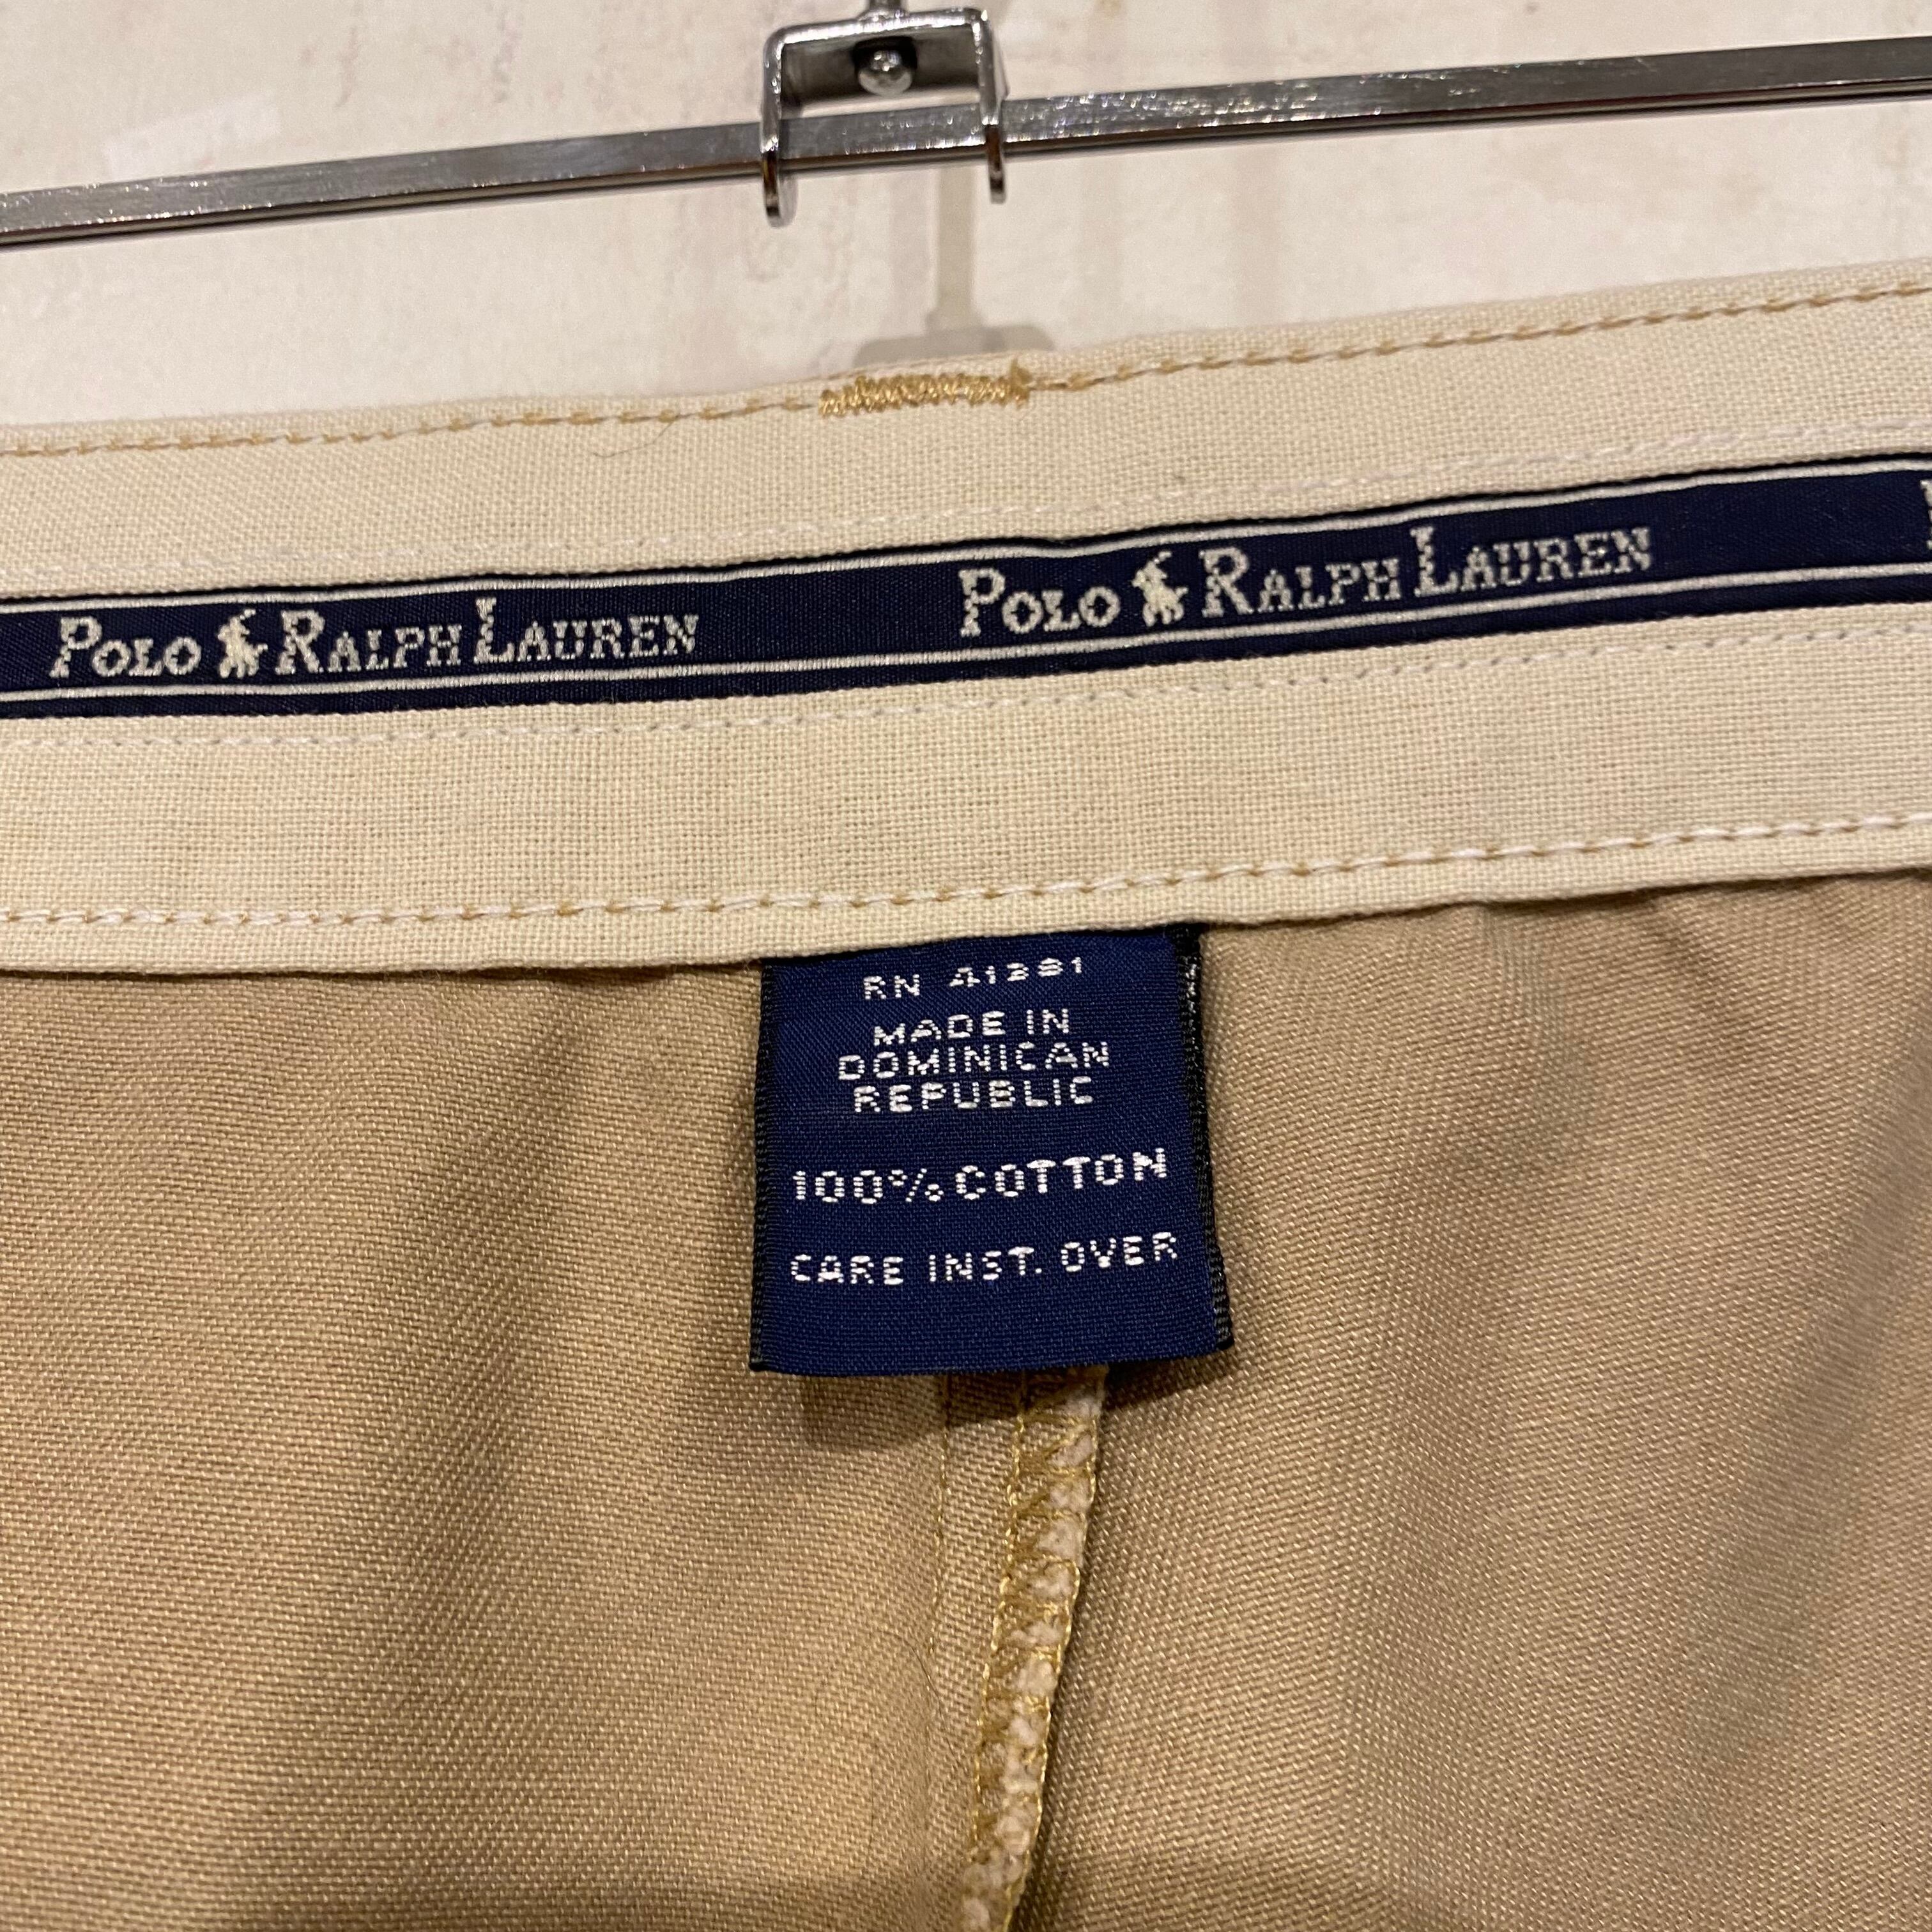 POLO RALPH LAUREN POLO RALPH LAUREN
RN 41381
MADE IN
DOMINICAN
REPUBLIC
100% COTTON
CARE INST. OVER